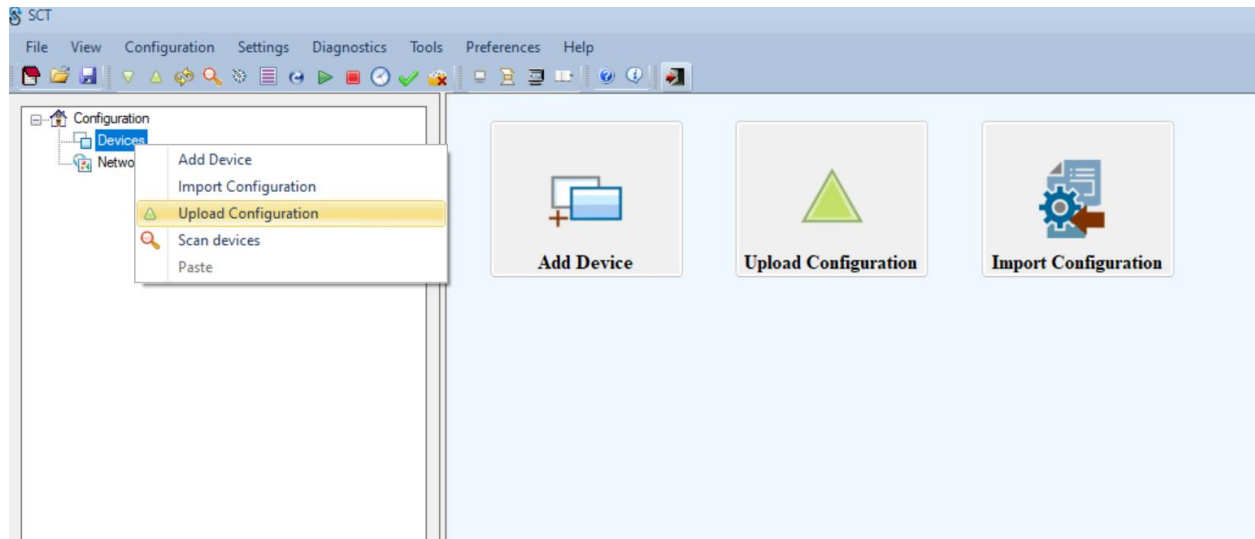 SCT
File View Configuration Settings Diagnostics Tools Preferences Help
Configuration
Devices
Netwo
Add Device
Import Configuration
Upload Configuration
Scan devices
Paste
Add Device
Upload Configuration
Import Configuration